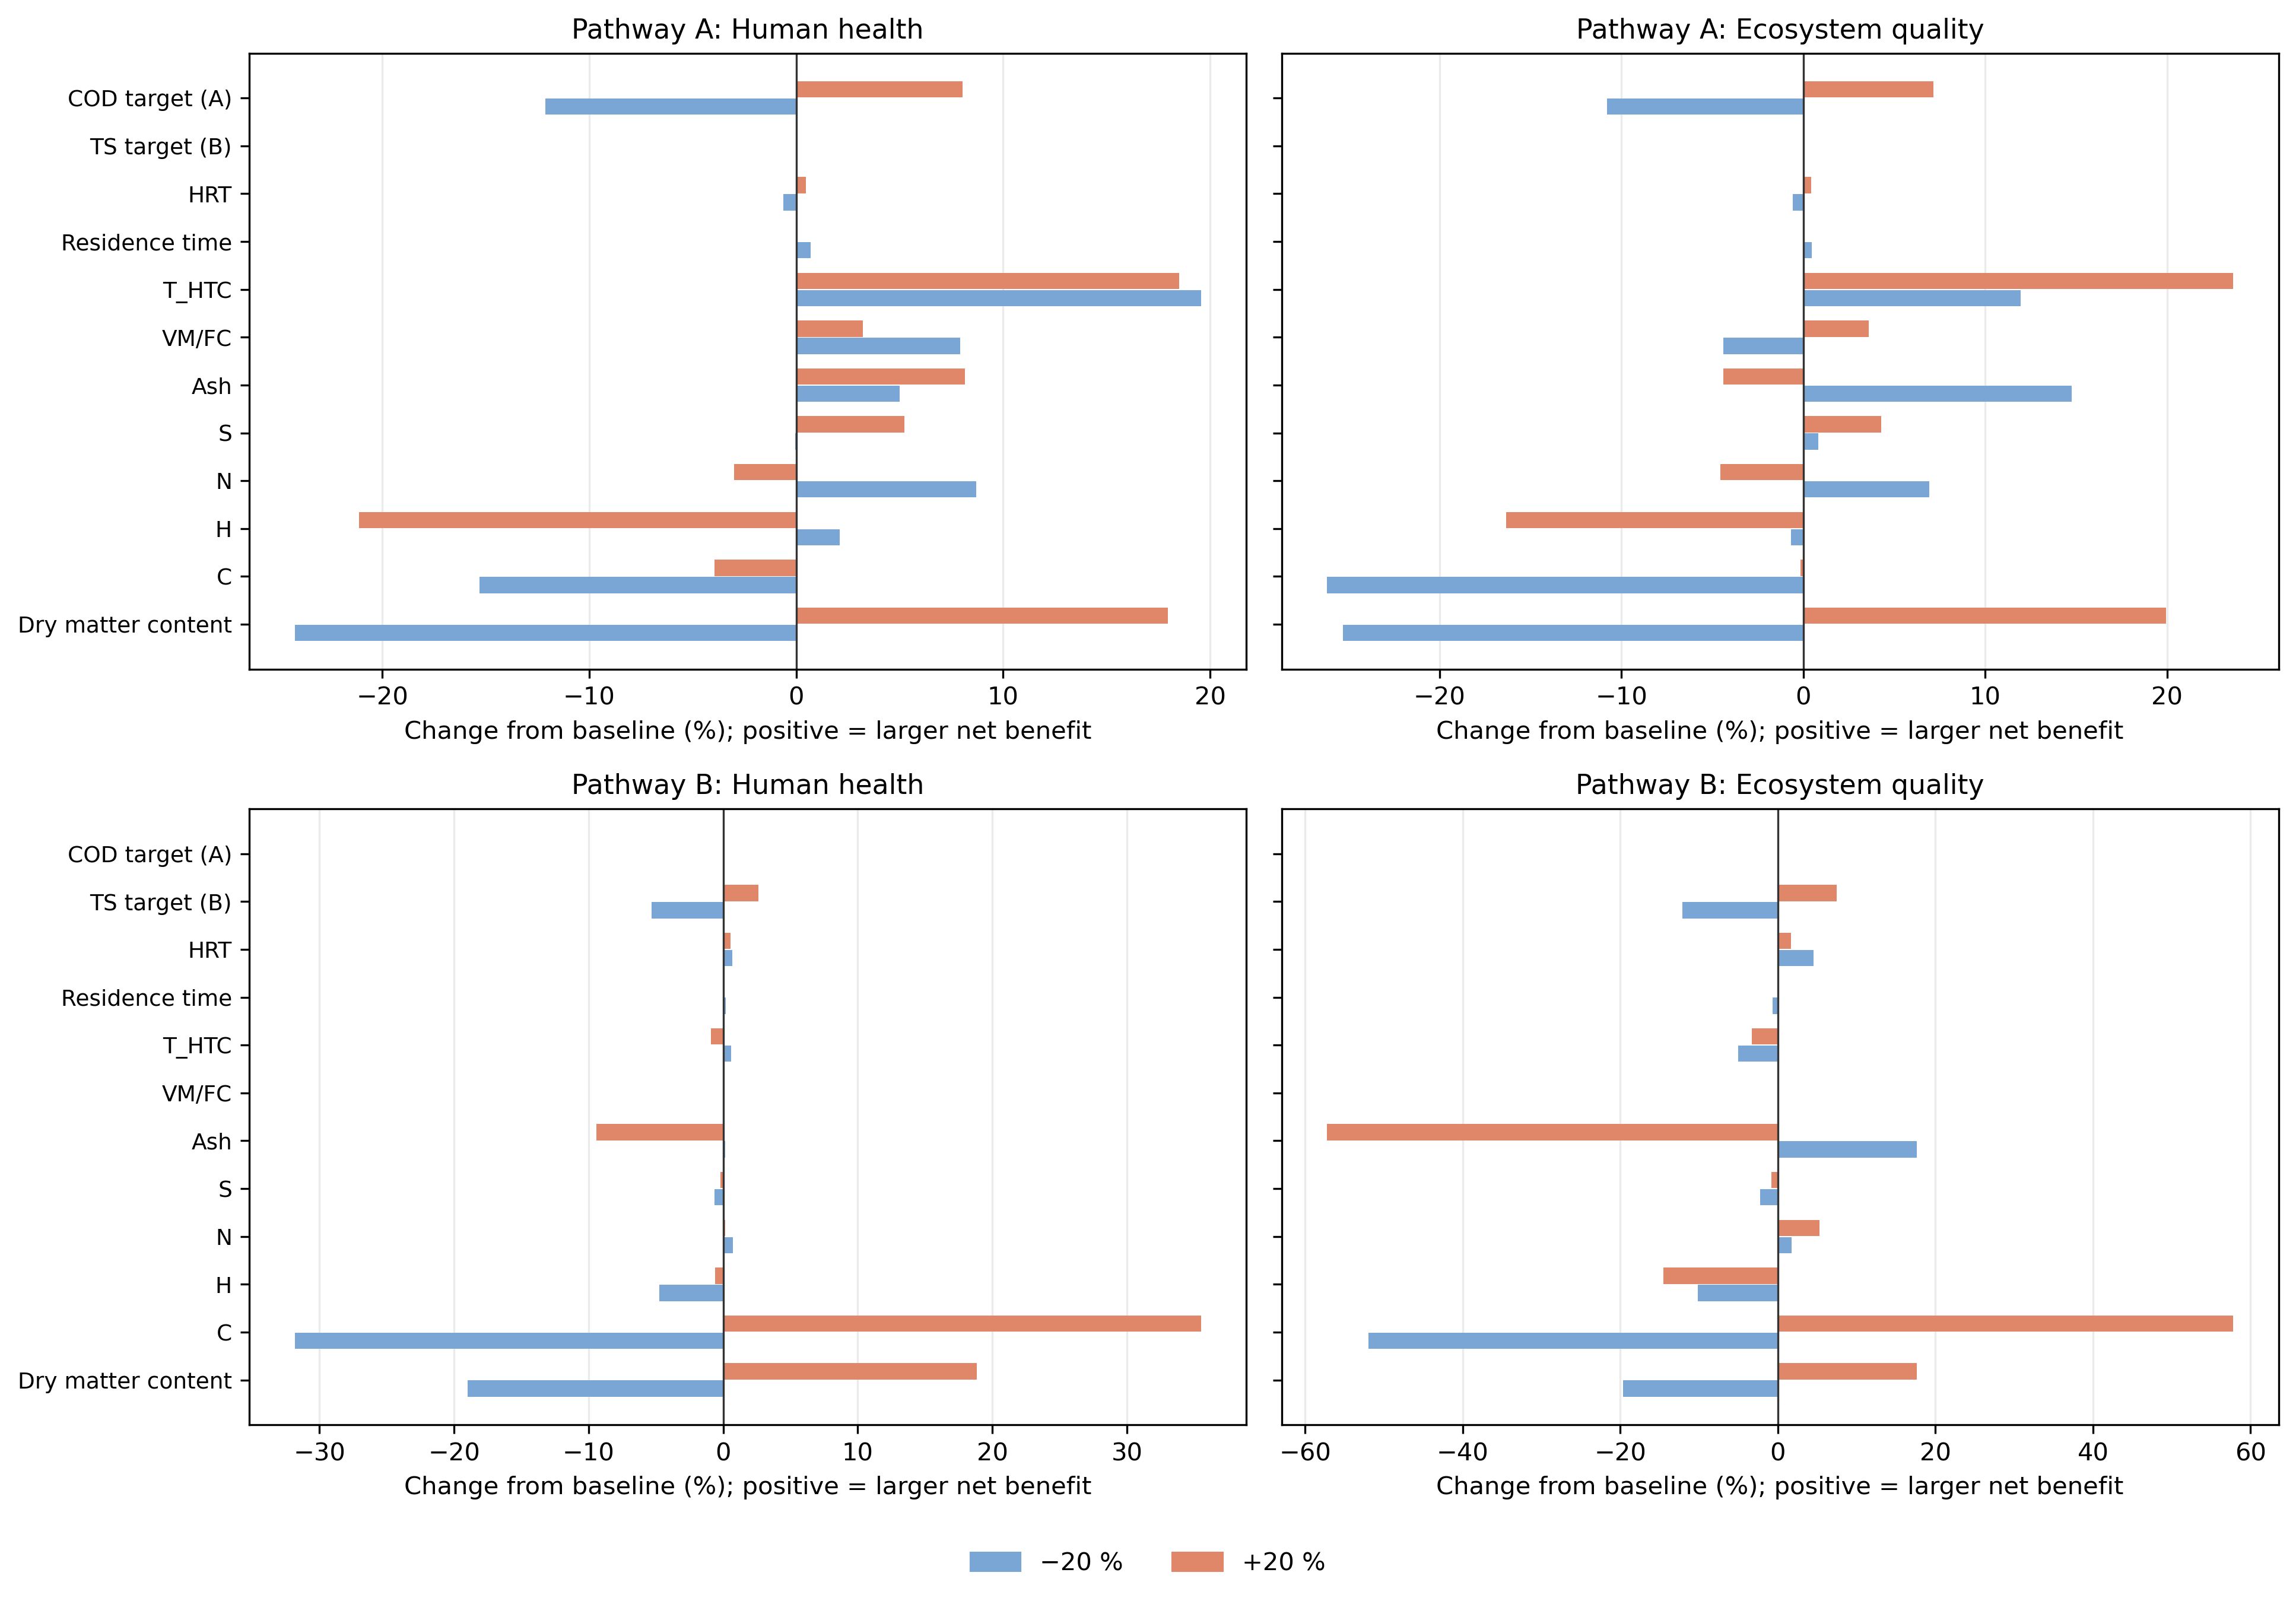 Pathway A: Human health
COD target (A)
TS target (B)
HRT
Residence time
T_HTC
VM/FC
Ash
S
N
H
C
Dry matter content
−20 −10 0 10 20
Change from baseline (%); positive = larger net benefit
Pathway A: Ecosystem quality
−20 −10 0 10 20
Change from baseline (%); positive = larger net benefit
Pathway B: Human health
COD target (A)
TS target (B)
HRT
Residence time
T_HTC
VM/FC
Ash
S
N
H
C
Dry matter content
−30 −20 −10 0 10 20 30
Change from baseline (%); positive = larger net benefit
Pathway B: Ecosystem quality
−60 −40 −20 0 20 40 60
Change from baseline (%); positive = larger net benefit
−20 % +20 %